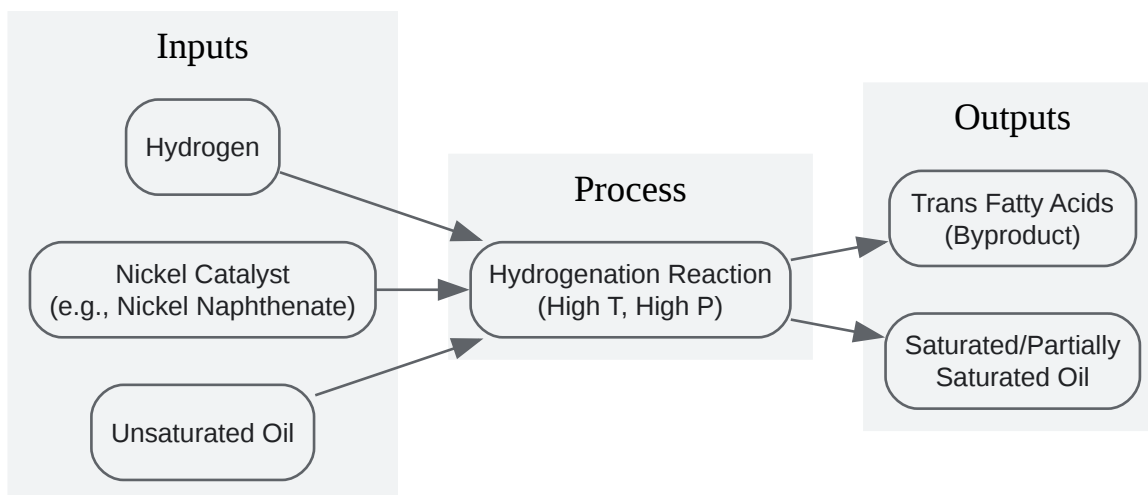 Inputs
Hydrogen
Nickel Catalyst
(e.g., Nickel Naphthenate)
Unsaturated Oil
Process
Hydrogenation Reaction
(High T, High P)
Outputs
Trans Fatty Acids
(Byproduct)
Saturated/Partially
Saturated Oil